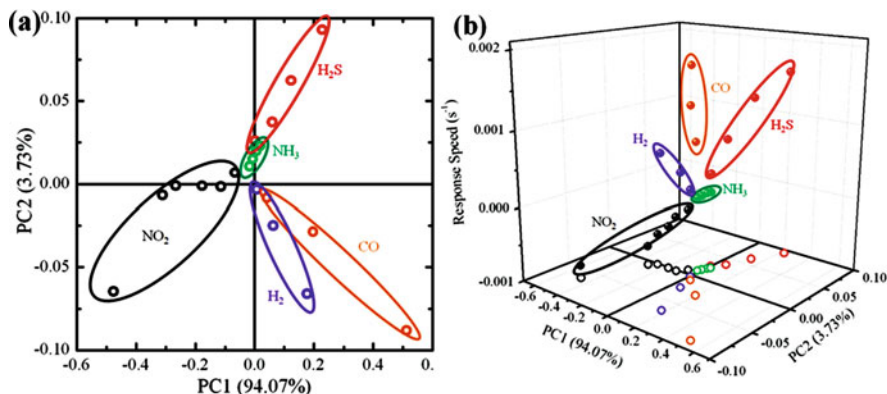 (a)
0.10
0.05
0.00
-0.05
-0.10
PC2 (3.73%)
H₂S
NH₃
NO₂
CO
H₂
-0.6 -0.4 -0.2 0.0 0.2 0.4 0.
PC1 (94.07%)
(b)
0.002
0.001
0.000
-0.001
Response Speed (s⁻¹)
CO
H₂S
H₂
NH₃
NO₂
-0.6
-0.4
-0.2
0.0
0.2
0.4
0.6
PC1 (94.07%)
-0.10
-0.05
0.00
0.05
0.10
PC2 (3.73%)